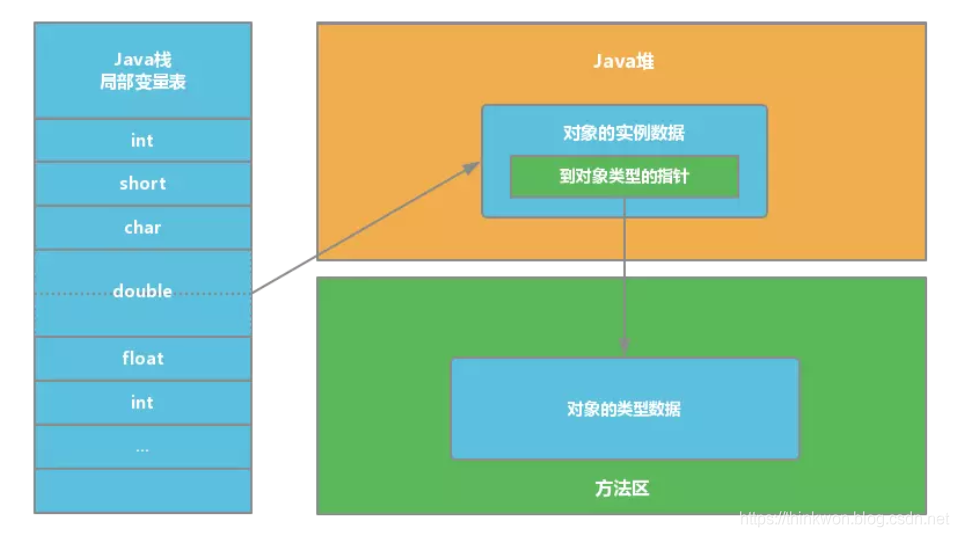 Java栈
局部变量表
int
short
char
double
float
int
...
Java堆
对象的实例数据
到对象类型的指针
对象的类型数据
方法区
https://thinkwon.blog.csdn.net